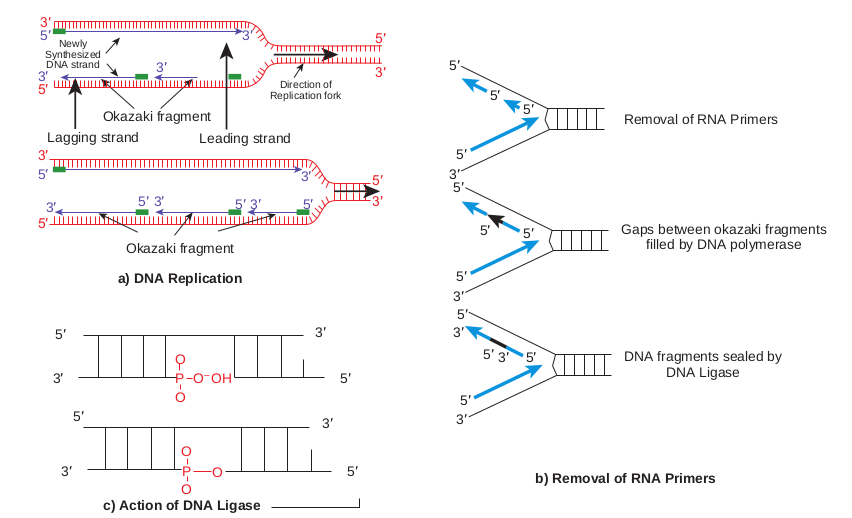 3′
5′
3′
5′
3′
Newly
Synthesized
DNA strand
3′
3′
5′
Direction of
Replication fork
Okazaki fragment
Lagging strand
Leading strand
3′
5′
3′
5′
3′
3′
5′ 3′
5′ 3′
5′
5′
Okazaki fragment
a) DNA Replication
5′
3′
3′
5′
O
P–O⁻OH
O
5′
3′
3′
5′
O
P—O
O
c) Action of DNA Ligase
5′
5′
5′
5′
3′
Removal of RNA Primers
5′
5′
5′
5′
3′
Gaps between okazaki fragments
filled by DNA polymerase
5′
3′
5′ 3′ 5′
5′
3′
DNA fragments sealed by
DNA Ligase
b) Removal of RNA Primers